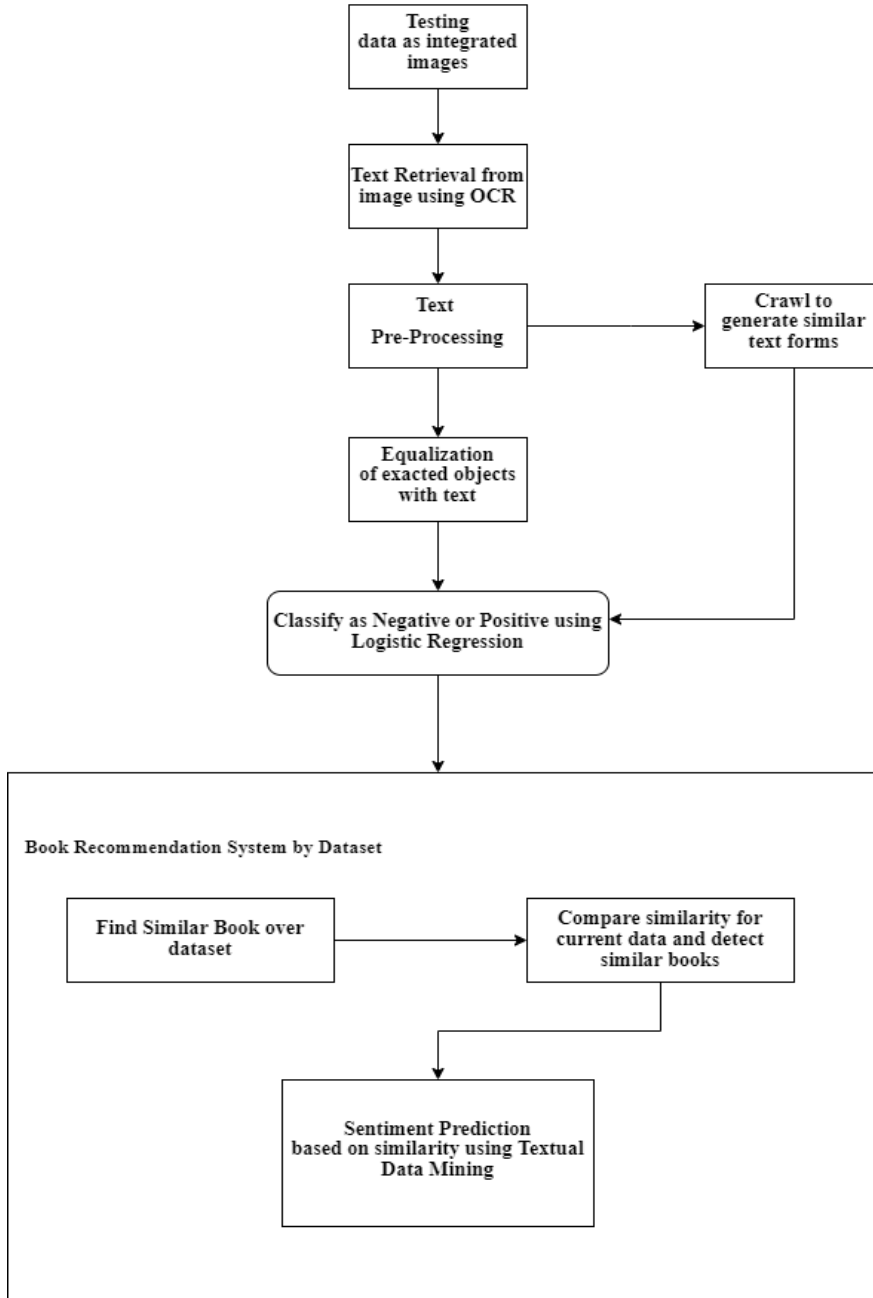 Testing
data as integrated
images
Text Retrieval from
image using OCR
Text
Pre-Processing
Crawl to
generate similar
text forms
Equalization
of exacted objects
with text
Classify as Negative or Positive using
Logistic Regression
Book Recommendation System by Dataset
Find Similar Book over
dataset
Compare similarity for
current data and detect
similar books
Sentiment Prediction
based on similarity using Textual
Data Mining